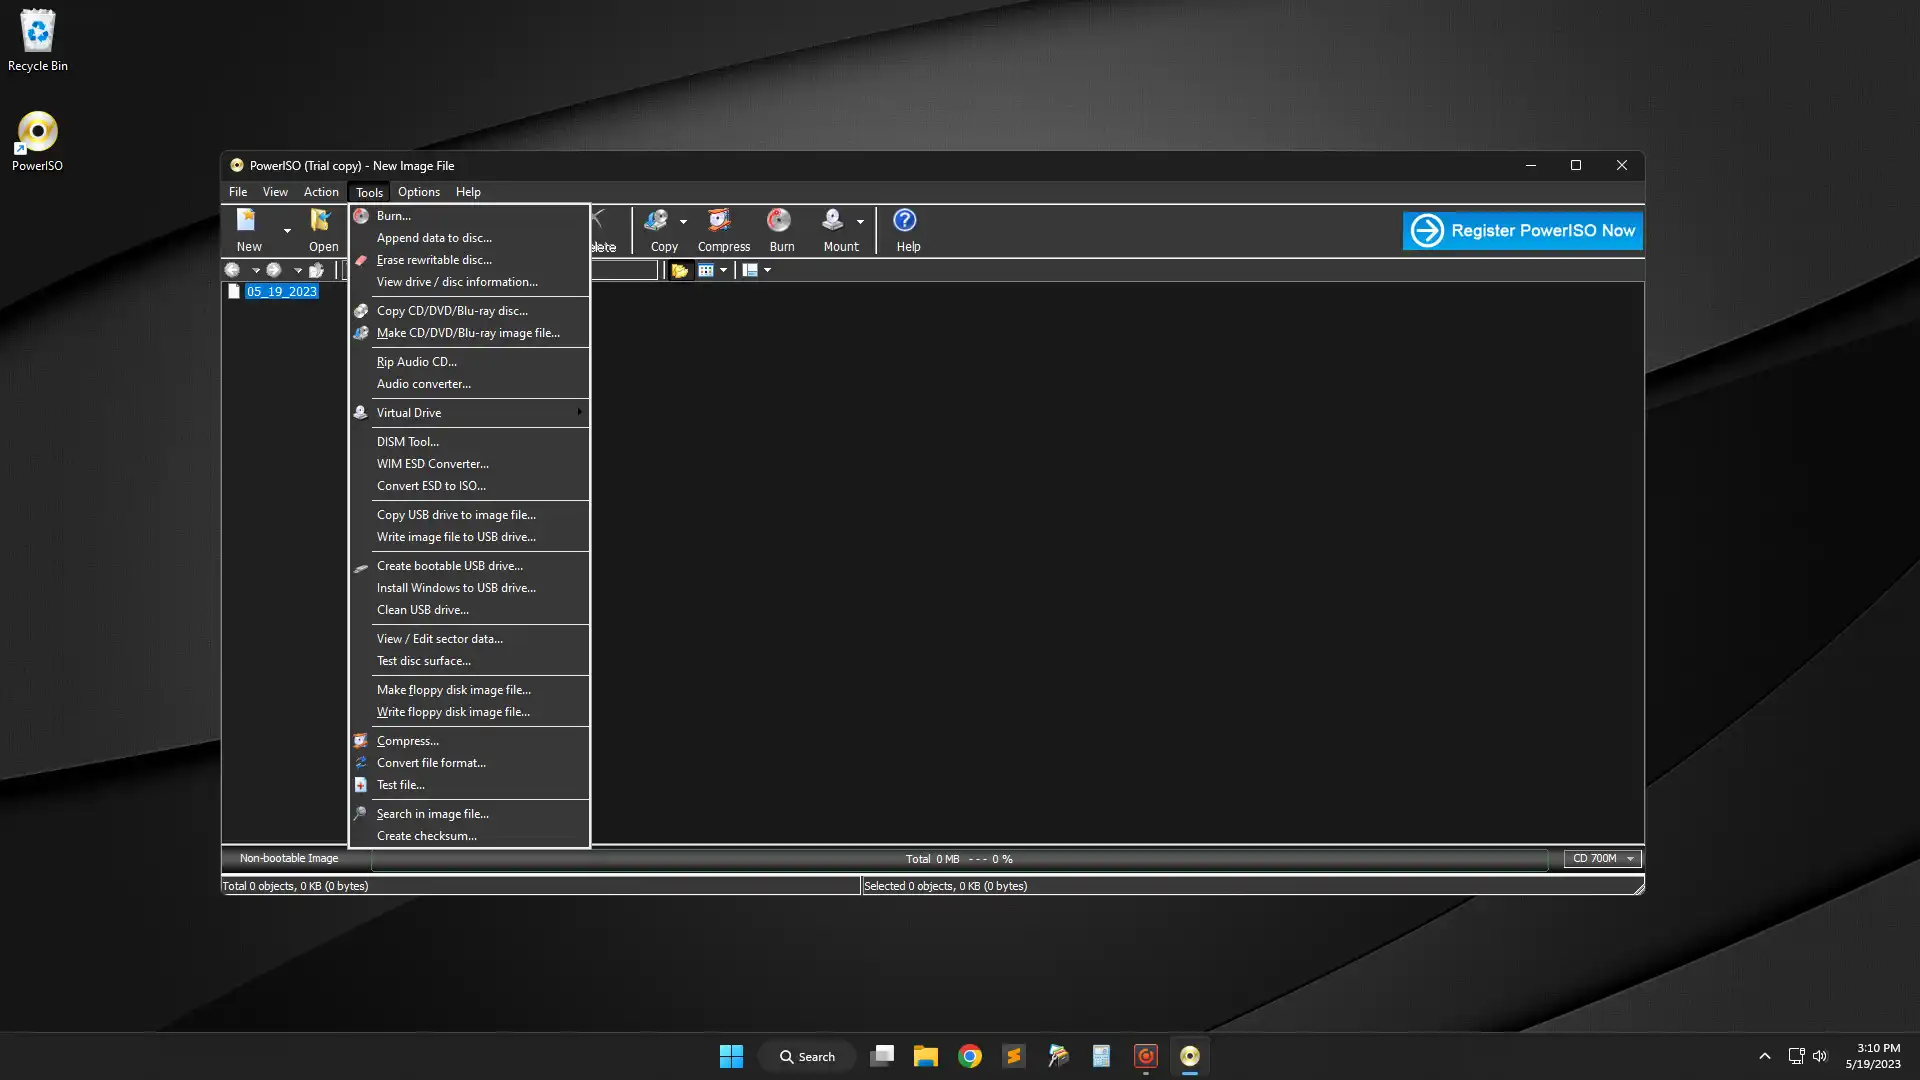 Recycle Bin
PowerISO
PowerISO (Trial copy) - New Image File
File View Action Tools Options Help
New Open Copy Compress Burn Mount Help
Register PowerISO Now
05_19_2023
Burn...
Append data to disc...
Erase rewritable disc...
View drive / disc information...
Copy CD/DVD/Blu-ray disc...
Make CD/DVD/Blu-ray image file...
Rip Audio CD...
Audio converter...
Virtual Drive
DISM Tool...
WIM ESD Converter...
Convert ESD to ISO...
Copy USB drive to image file...
Write image file to USB drive...
Create bootable USB drive...
Install Windows to USB drive...
Clean USB drive...
View / Edit sector data...
Test disc surface...
Make floppy disk image file...
Write floppy disk image file...
Compress...
Convert file format...
Test file...
Search in image file...
Create checksum...
Non-bootable Image
Total 0 MB --- 0 %
CD 700M
Total 0 objects, 0 KB (0 bytes)
Selected 0 objects, 0 KB (0 bytes)
Search
3:10 PM
5/19/2023